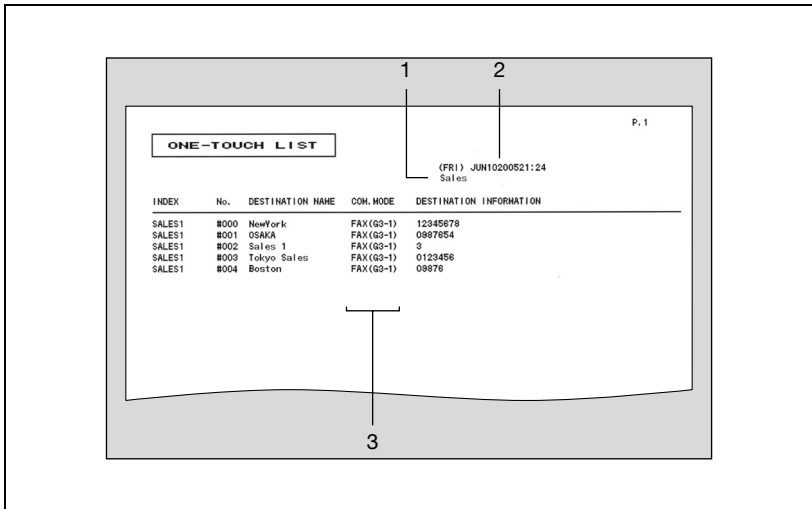 1 2
P.1
ONE-TOUCH LIST
(FRI) JUN10200521:24
Sales
INDEX No. DESTINATION NAME COM.MODE DESTINATION INFORMATION
SALES1 #000 NewYork FAX(G3-1) 12345678
SALES1 #001 OSAKA FAX(G3-1) 0987654
SALES1 #002 Sales 1 FAX(G3-1) 3
SALES1 #003 Tokyo Sales FAX(G3-1) 0123456
SALES1 #004 Boston FAX(G3-1) 09876
3